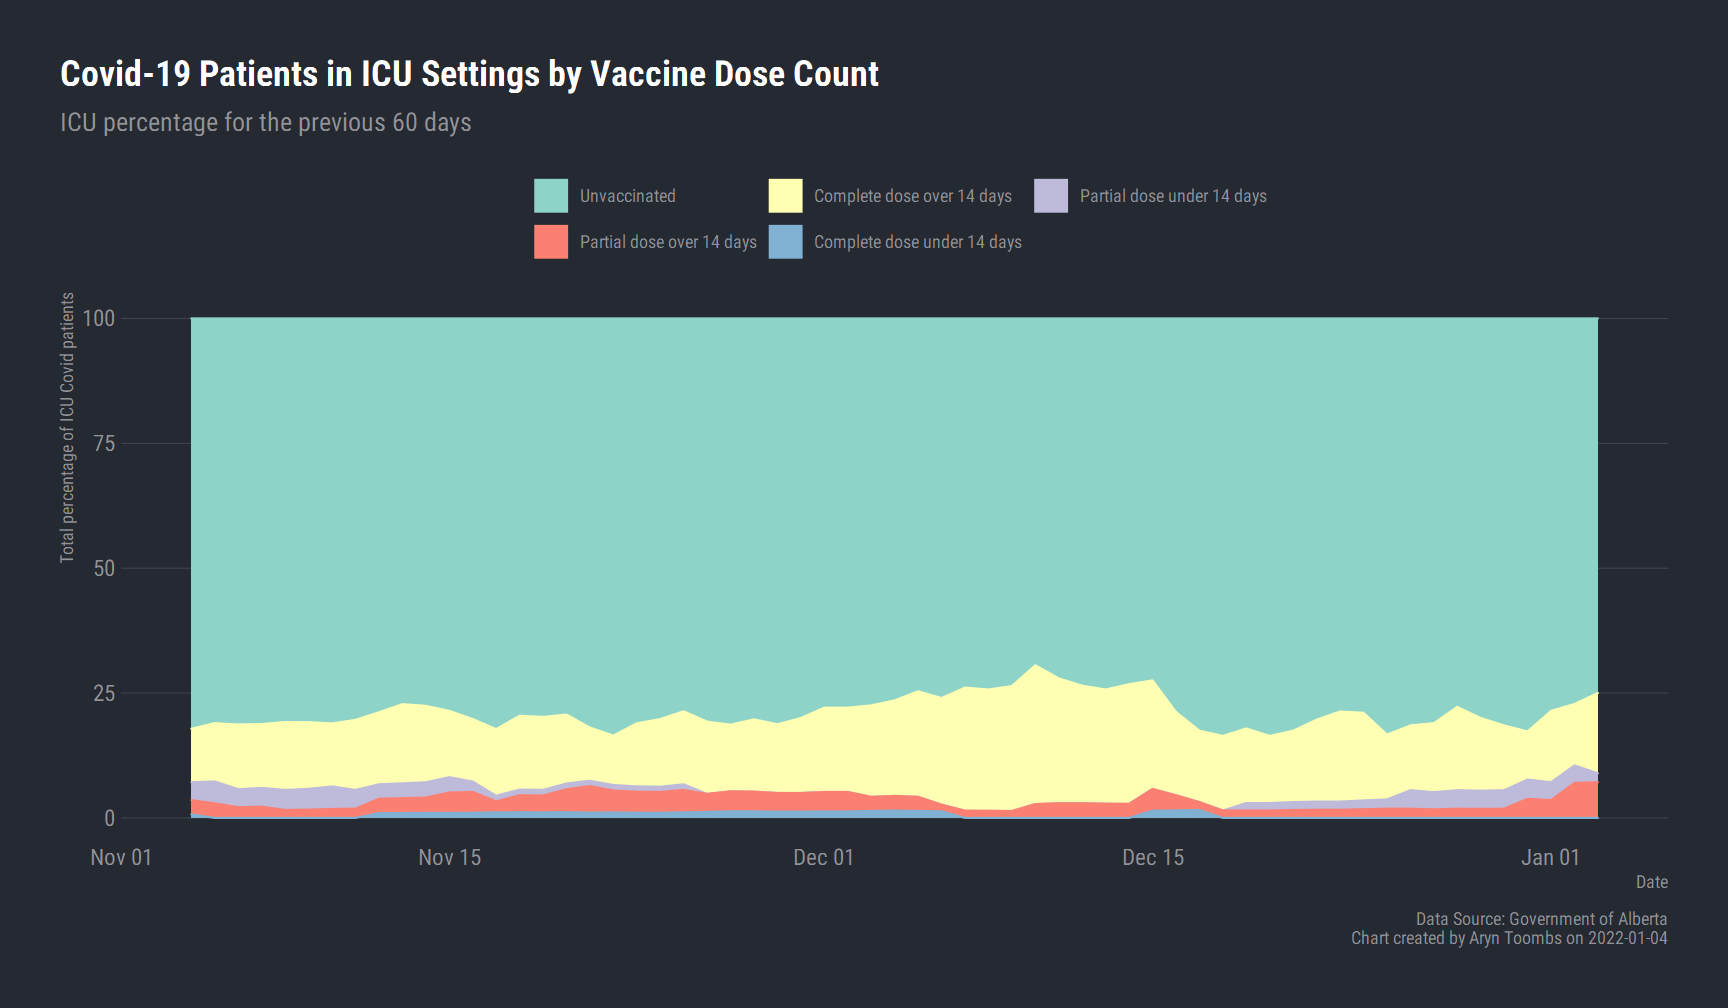 Covid-19 Patients in ICU Settings by Vaccine Dose Count
ICU percentage for the previous 60 days
Unvaccinated
Complete dose over 14 days
Partial dose under 14 days
Partial dose over 14 days
Complete dose under 14 days
Total percentage of ICU Covid patients
100
75
50
25
0
Nov 01
Nov 15
Dec 01
Dec 15
Jan 01
Date
Data Source: Government of Alberta
Chart created by Aryn Toombs on 2022-01-04